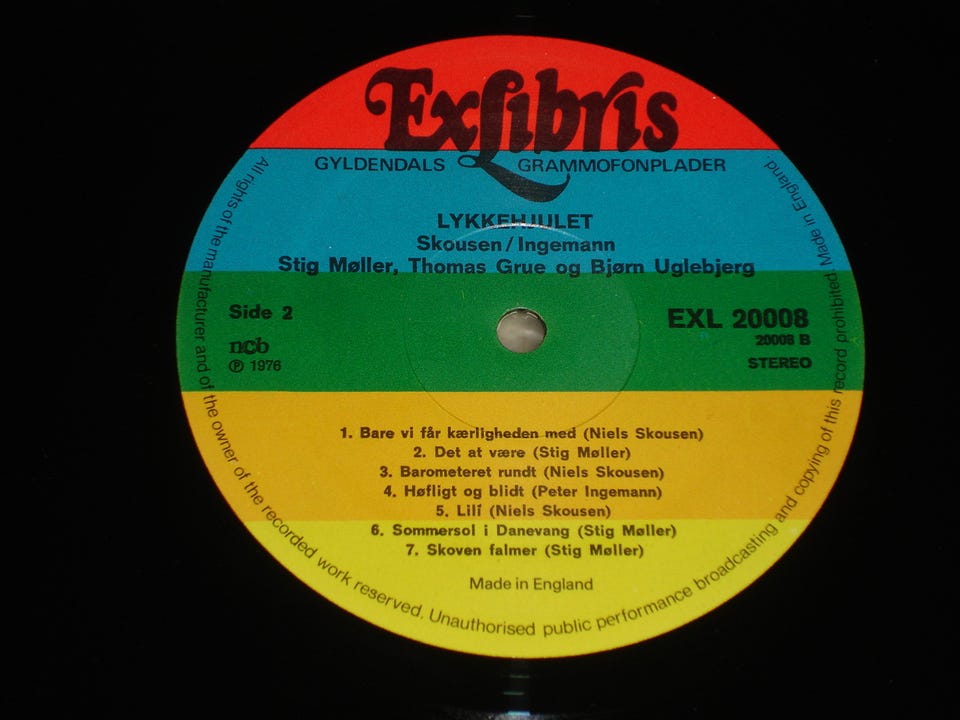 ExLibris
GYLDENDALS GRAMMOFONPLADER
LYKKEHJULET
Skousen/Ingemann
Stig Møller, Thomas Grue og Bjørn Uglebjerg
Side 2
ncb
℗ 1976
EXL 20008
20008 B
STEREO
1. Bare vi får kærligheden med (Niels Skousen)
2. Det at være (Stig Møller)
3. Barometeret rundt (Niels Skousen)
4. Høfligt og blidt (Peter Ingemann)
5. Lili (Niels Skousen)
6. Sommersol i Danevang (Stig Møller)
7. Skoven falmer (Stig Møller)
Made in England
All rights of the manufacturer and of the owner of the recorded work reserved. Unauthorised public performance broadcasting and copying of this record prohibited. Made in England.